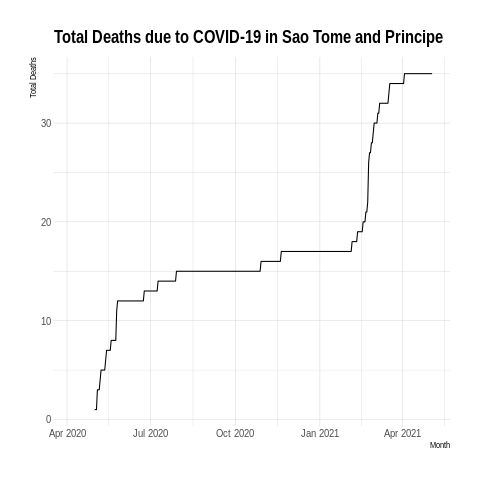 Total Deaths due to COVID-19 in Sao Tome and Principe
Total Deaths
30
20
10
0
Apr 2020 Jul 2020 Oct 2020 Jan 2021 Apr 2021
Month